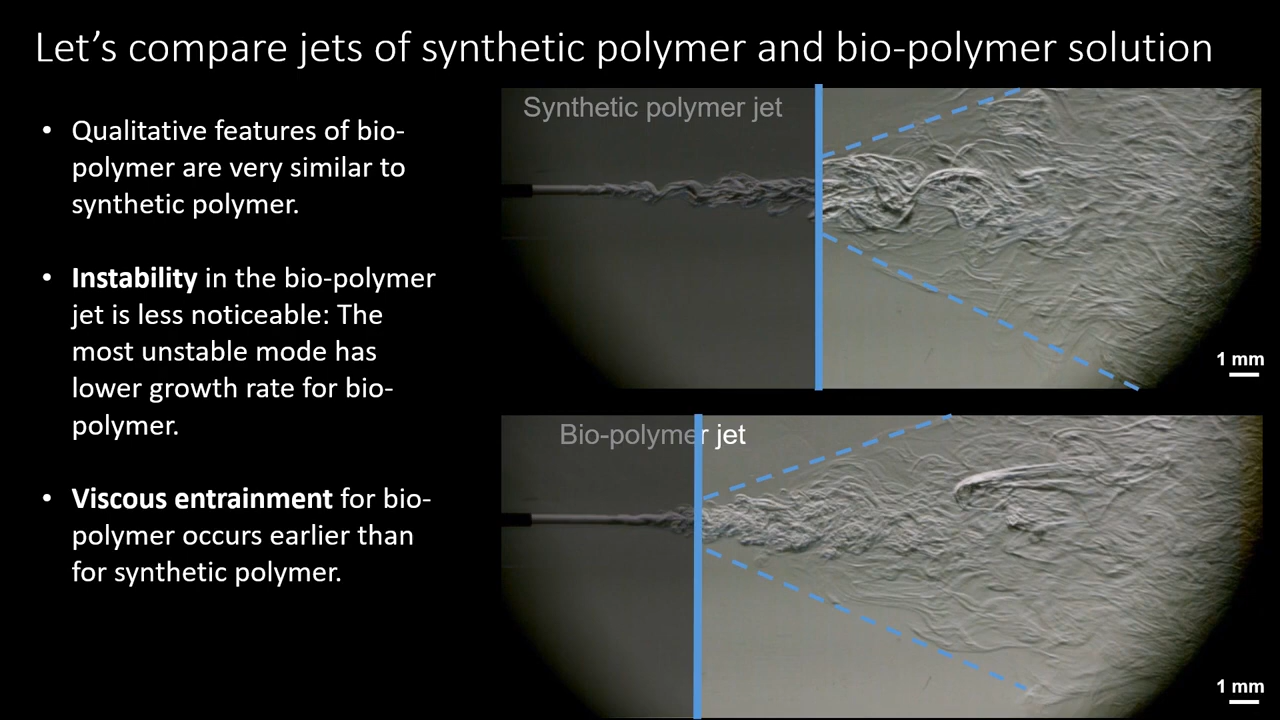 Let’s compare jets of synthetic polymer and bio-polymer solution
• Qualitative features of bio-
polymer are very similar to
synthetic polymer.
• Instability in the bio-polymer
jet is less noticeable: The
most unstable mode has
lower growth rate for bio-
polymer.
• Viscous entrainment for bio-
polymer occurs earlier than
for synthetic polymer.
Synthetic polymer jet
1 mm
Bio-polymer jet
1 mm